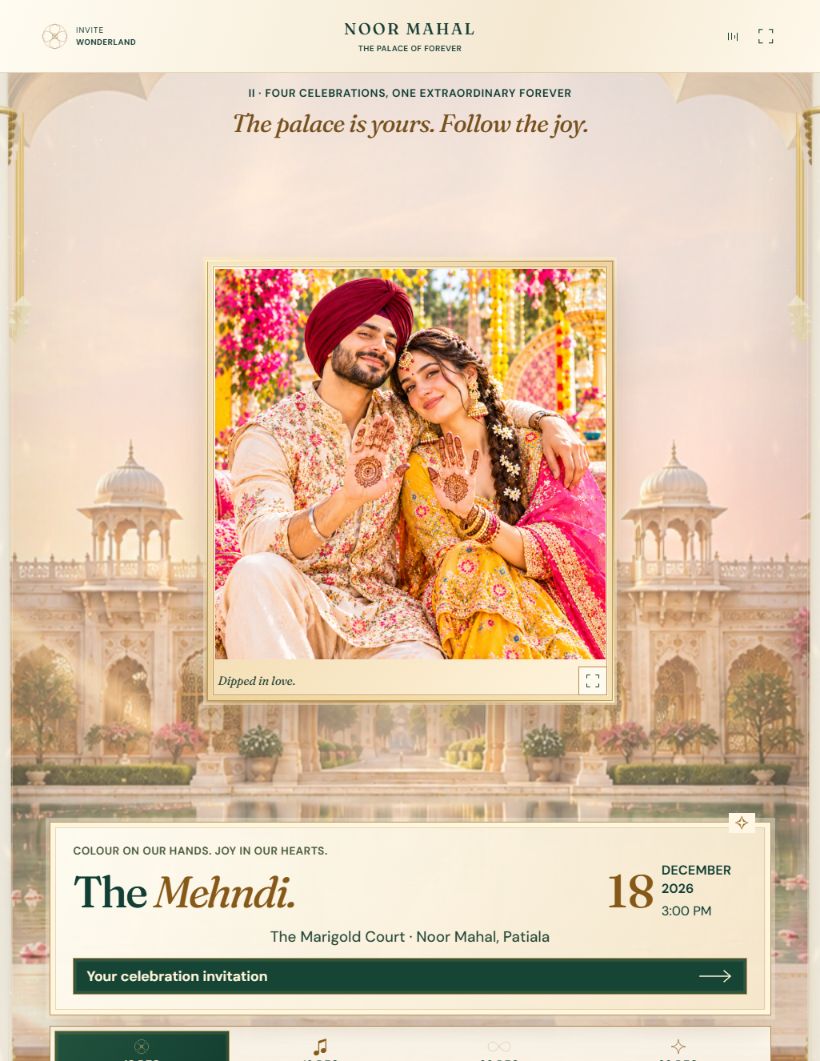 INVITE
WONDERLAND
NOOR MAHAL
THE PALACE OF FOREVER
II · FOUR CELEBRATIONS, ONE EXTRAORDINARY FOREVER
The palace is yours. Follow the joy.
Dipped in love.
COLOUR ON OUR HANDS. JOY IN OUR HEARTS.
The Mehndi.
18
DECEMBER
2026
3:00 PM
The Marigold Court · Noor Mahal, Patiala
Your celebration invitation